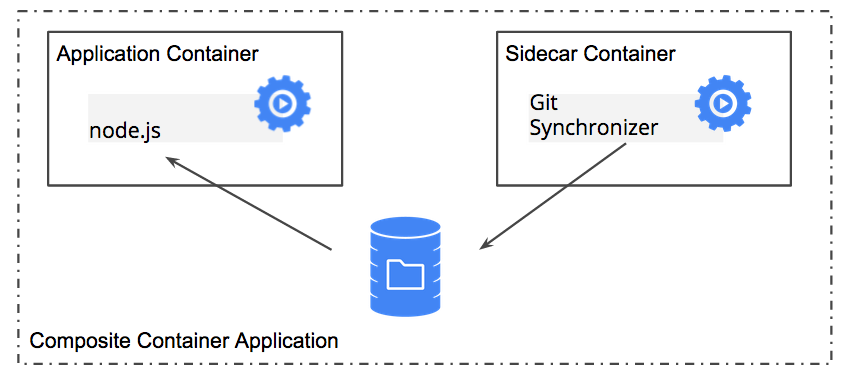 Application Container
node.js
Sidecar Container
Git
Synchronizer
Composite Container Application